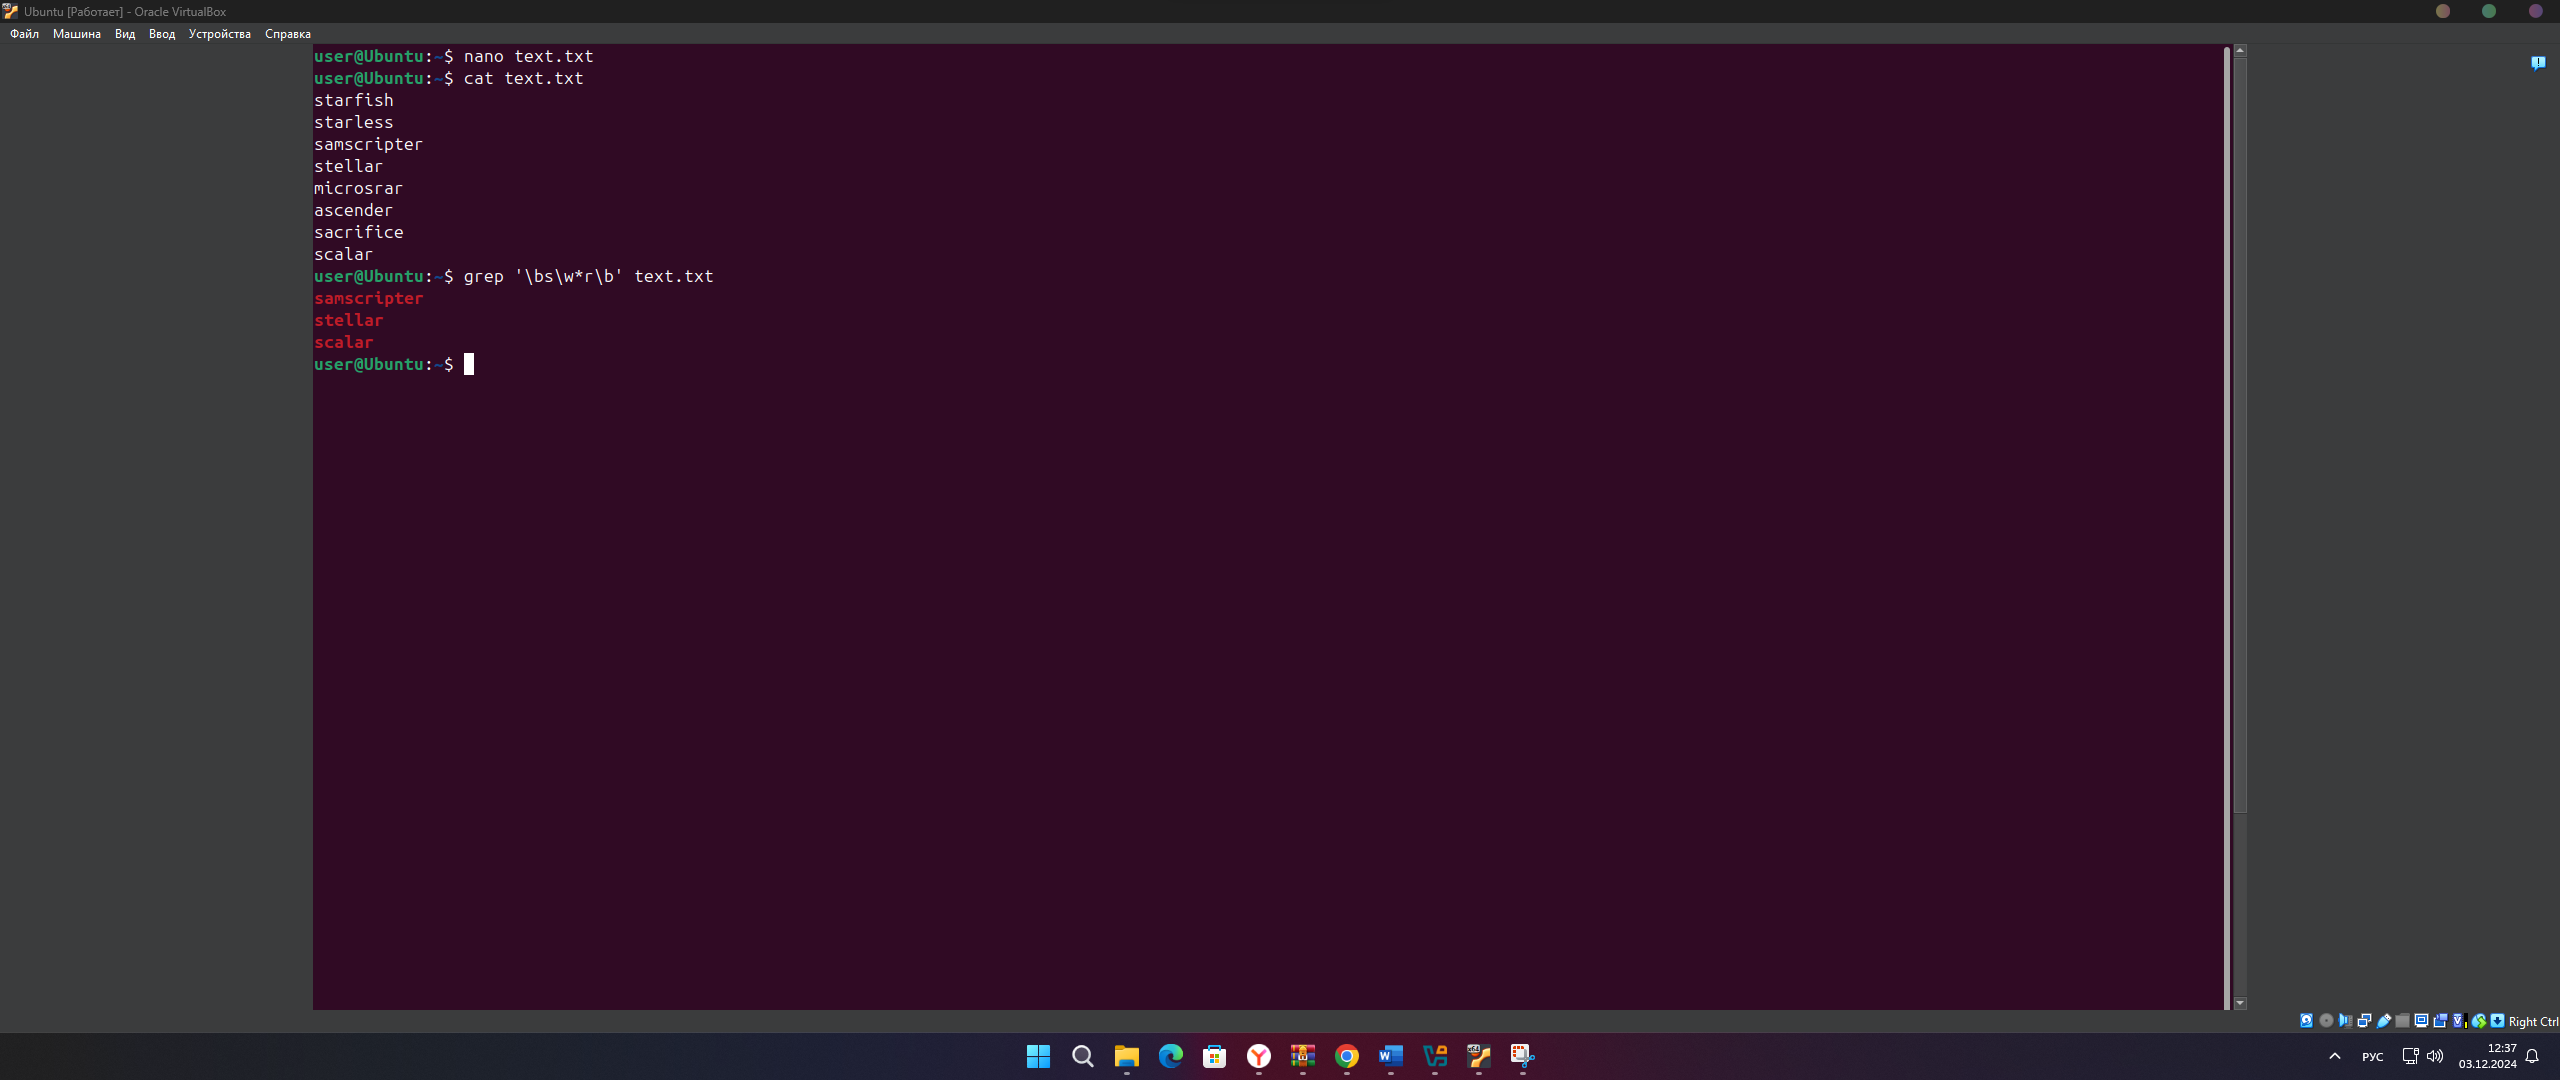 Ubuntu [Работает] - Oracle VirtualBox
Файл Машина Вид Ввод Устройства Справка
user@Ubuntu:~$ nano text.txt
user@Ubuntu:~$ cat text.txt
starfish
starless
samscripter
stellar
microsrar
ascender
sacrifice
scalar
user@Ubuntu:~$ grep '\bs\w*r\b' text.txt
samscripter
stellar
scalar
user@Ubuntu:~$
Right Ctrl
РУС
12:37
03.12.2024